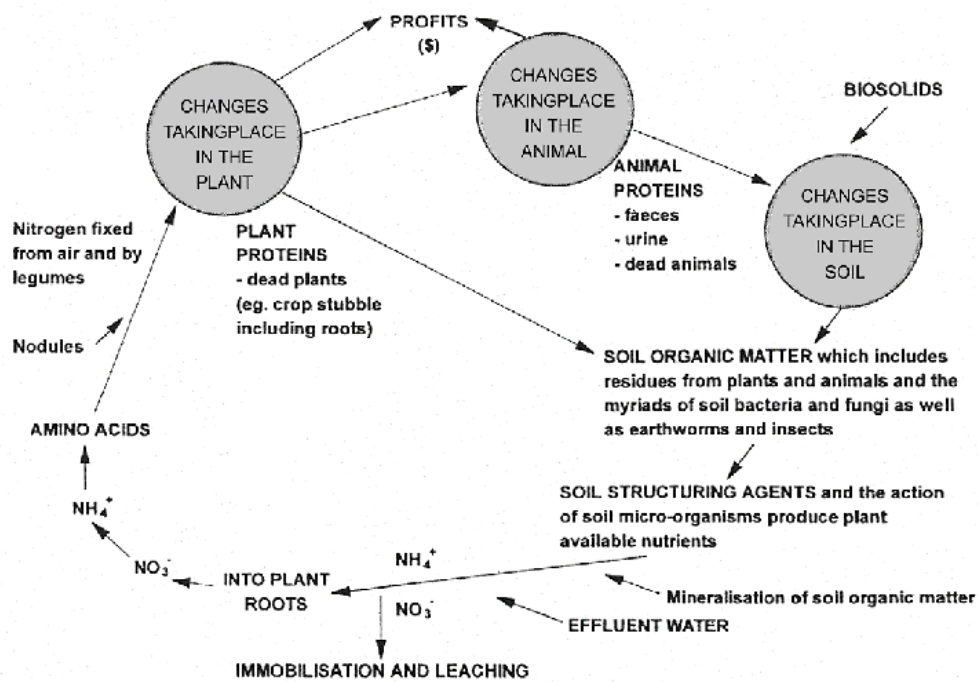 PROFITS
($)
CHANGES
TAKINGPLACE
IN THE
PLANT
CHANGES
TAKINGPLACE
IN THE
ANIMAL
BIOSOLIDS
ANIMAL
PROTEINS
- faeces
- urine
- dead animals
CHANGES
TAKINGPLACE
IN THE
SOIL
Nitrogen fixed
from air and by
legumes
PLANT
PROTEINS
- dead plants
(eg. crop stubble
including roots)
Nodules
SOIL ORGANIC MATTER which includes
residues from plants and animals and the
myriads of soil bacteria and fungi as well
as earthworms and insects
AMINO ACIDS
SOIL STRUCTURING AGENTS and the action
of soil micro-organisms produce plant
available nutrients
NH₄⁺
NO₃⁻
INTO PLANT
ROOTS
NH₄⁺
NO₃⁻
Mineralisation of soil organic matter
EFFLUENT WATER
IMMOBILISATION AND LEACHING